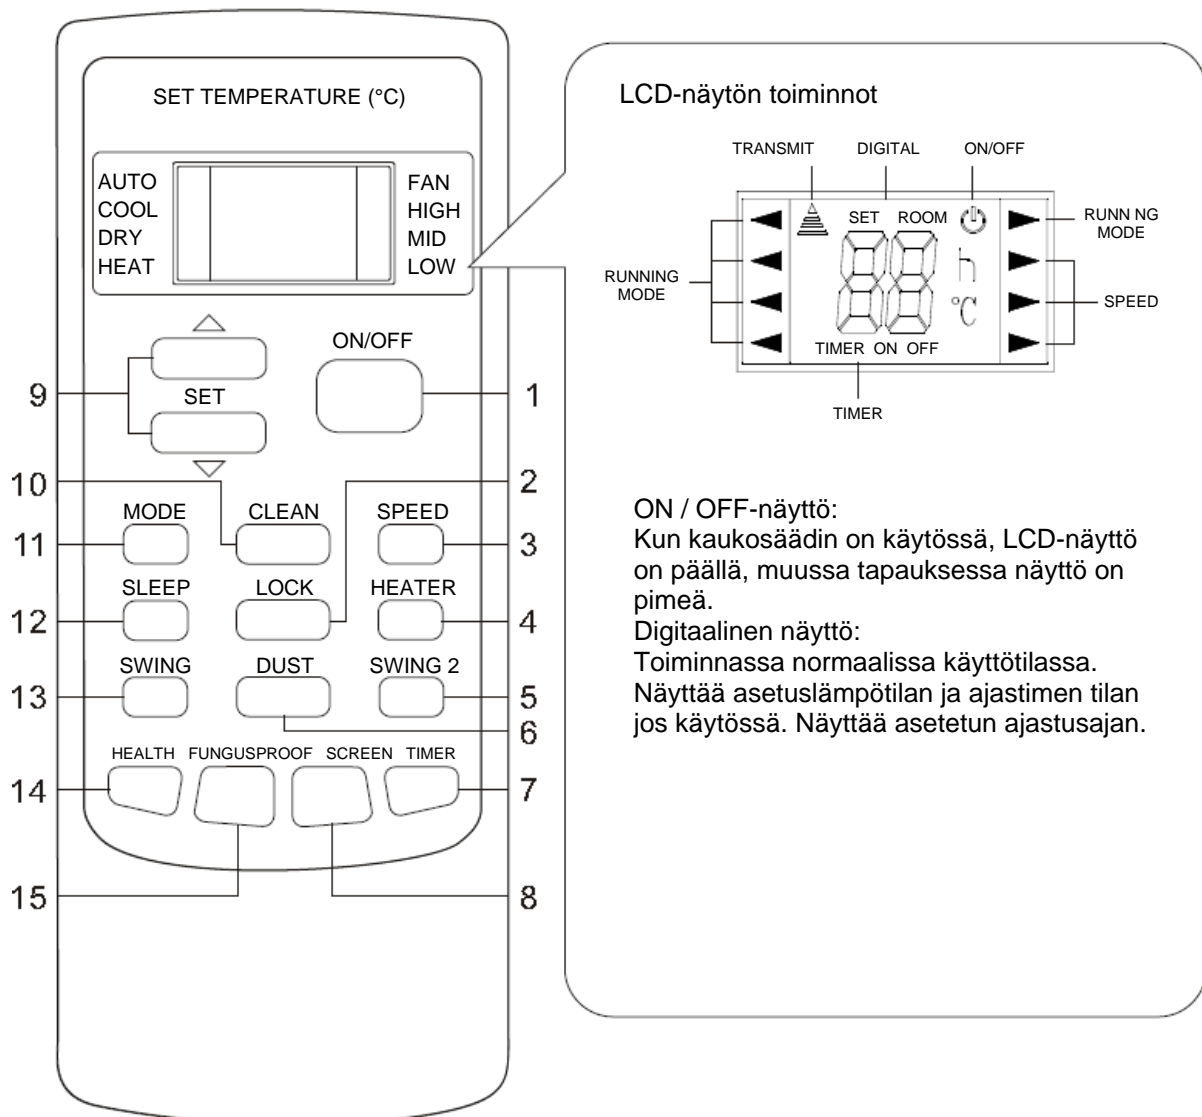 SET TEMPERATURE (°C)
AUTO
COOL
DRY
HEAT
FAN
HIGH
MID
LOW
ON/OFF
SET
9
1
10
2
MODE CLEAN SPEED
11
3
SLEEP LOCK HEATER
12
4
SWING DUST SWING 2
13
5
6
HEALTH FUNGUSPROOF SCREEN TIMER
14
7
15
8
LCD-näytön toiminnot
TRANSMIT DIGITAL ON/OFF
SET ROOM
h
°C
TIMER ON OFF
RUNNING
MODE
RUNN NG
MODE
SPEED
TIMER
ON / OFF-näyttö:
Kun kaukosäädin on käytössä, LCD-näyttö
on päällä, muussa tapauksessa näyttö on
pimeä.
Digitaalinen näyttö:
Toiminnassa normaalissa käyttötilassa.
Näyttää asetuslämpötilan ja ajastimen tilan
jos käytössä. Näyttää asetetun ajastusajan.